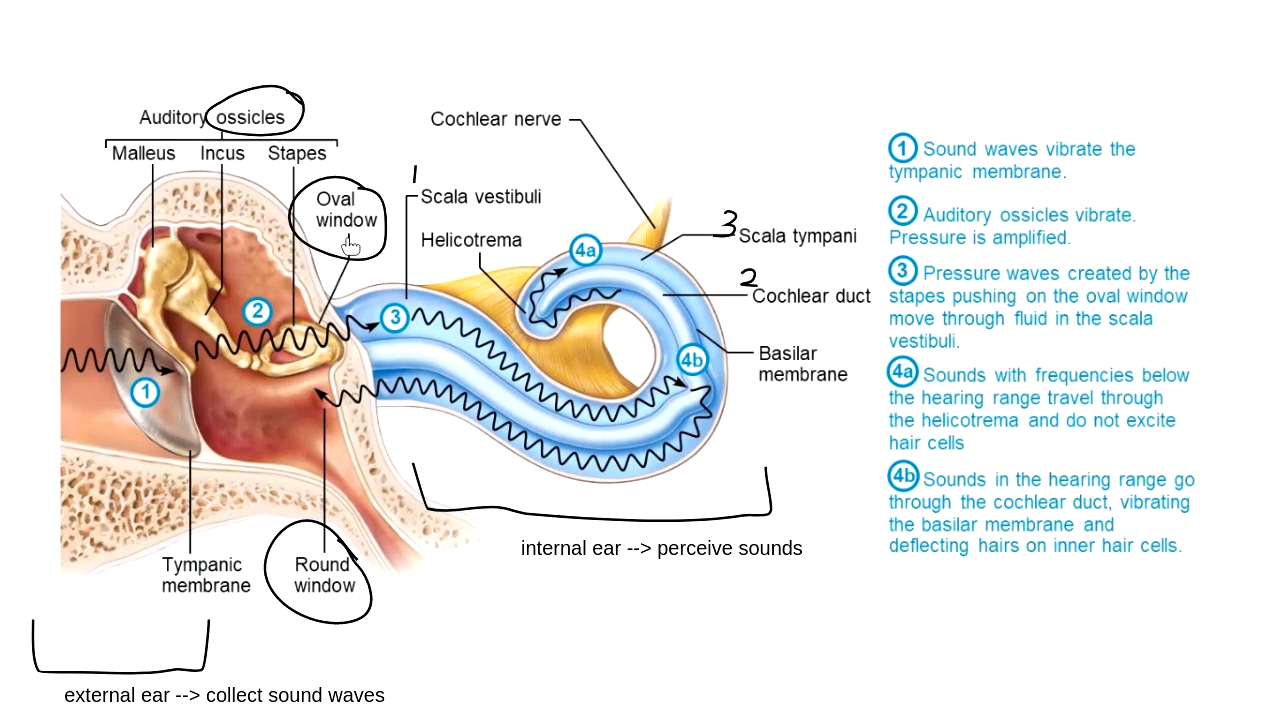 Auditory ossicles
Malleus Incus Stapes
Oval
window
Cochlear nerve
1
Scala vestibuli
Helicotrema
3 Scala tympani
2
Cochlear duct
Basilar
membrane
4a
2
3
4b
1
Tympanic
membrane
Round
window
internal ear --> perceive sounds
external ear --> collect sound waves
1 Sound waves vibrate the
tympanic membrane.
2 Auditory ossicles vibrate.
Pressure is amplified.
3 Pressure waves created by the
stapes pushing on the oval window
move through fluid in the scala
vestibuli.
4a Sounds with frequencies below
the hearing range travel through
the helicotrema and do not excite
hair cells
4b Sounds in the hearing range go
through the cochlear duct, vibrating
the basilar membrane and
deflecting hairs on inner hair cells.